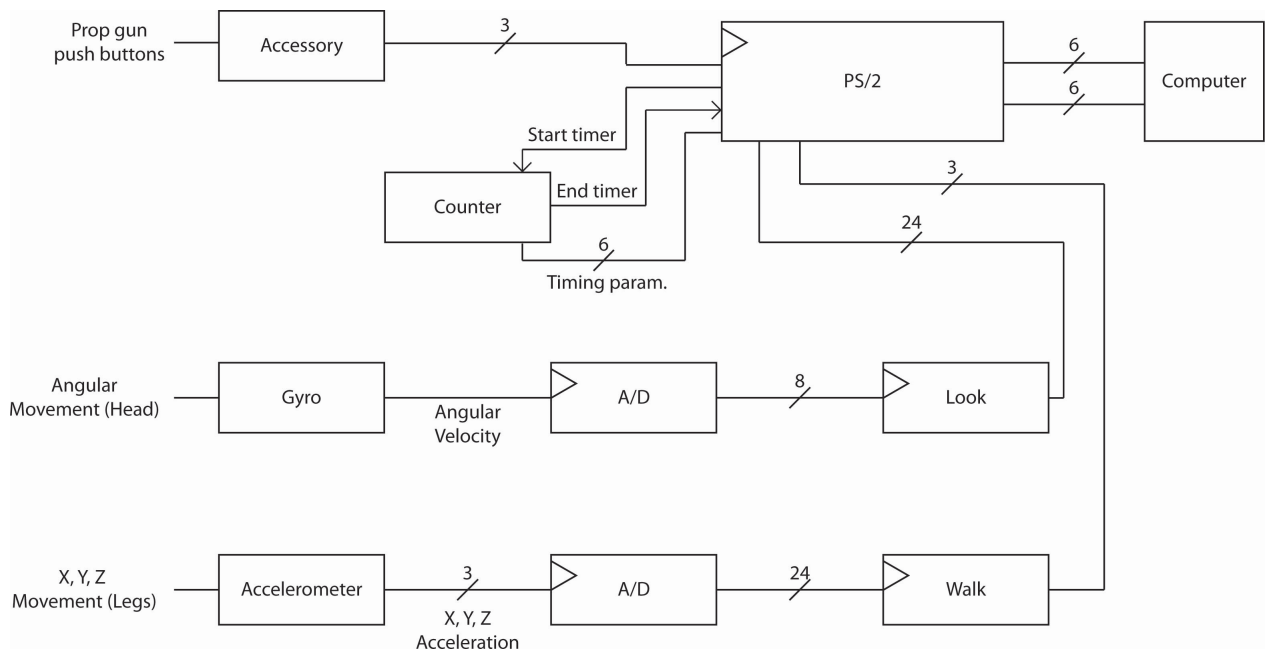 Prop gun
push buttons
Accessory
3
PS/2
6
6
Computer
Start timer
End timer
Counter
6
Timing param.
3
24
Angular
Movement (Head)
Gyro
Angular
Velocity
A/D
8
Look
X, Y, Z
Movement (Legs)
Accelerometer
3
X, Y, Z
Acceleration
A/D
24
Walk